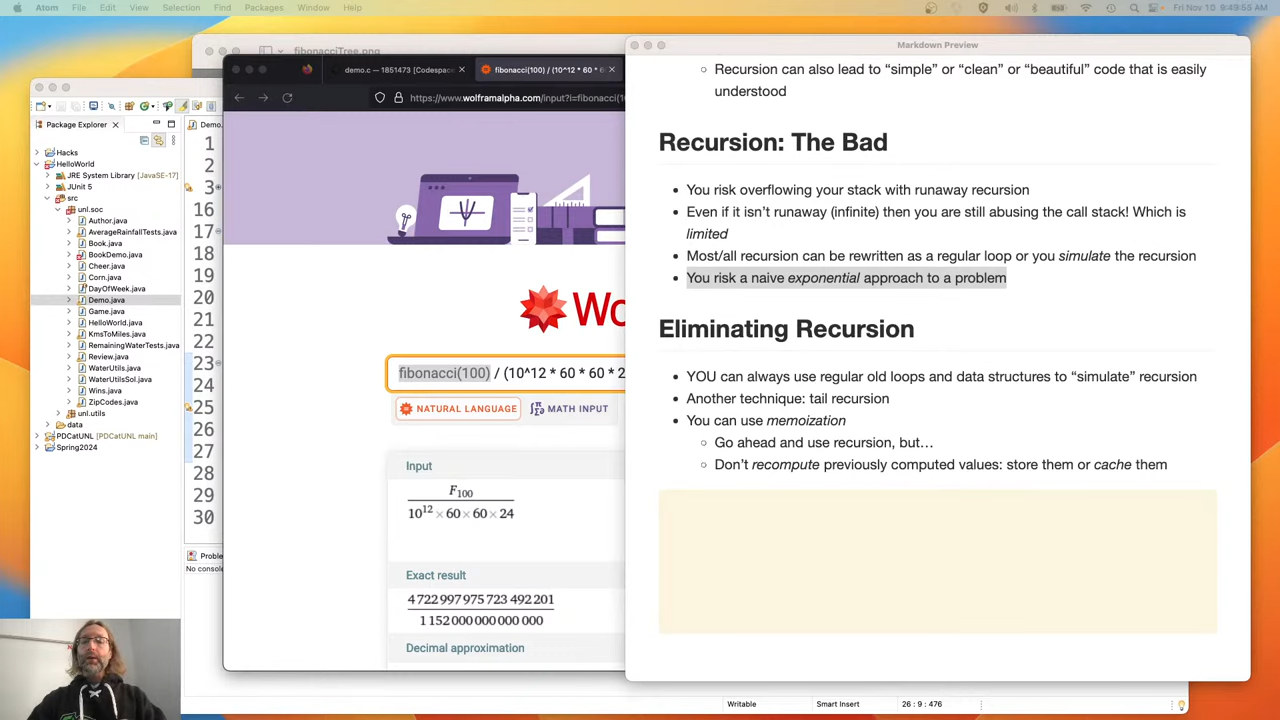 Atom File Edit View Selection Find Packages Window Help
Fri Nov 10 9:49:55 AM
fibonacciTree.png
Package Explorer
Hacks
HelloWorld
JRE System Library [JavaSE-17]
JUnit 5
src
unl.soc
Author.java
AverageRainfallTests.java
Book.java
BookDemo.java
Cheer.java
Corn.java
DayOfWeek.java
Demo.java
Game.java
HelloWorld.java
KmsToMiles.java
RemainingWaterTests.java
Review.java
WaterUtils.java
WaterUtilsSol.java
Wins.java
ZipCodes.java
unl.utils
data
PDCatUNL [PDCatUNL main]
Spring2024
Demo.
1
2
3
16
17
18
19
20
21
22
23
24
25
26
27
28
29
30
Proble
No console
demo.c — 1851473 [Codespac
fibonacci(100) / (10^12 * 60 * 6
https://www.wolframalpha.com/input?i=fibonacci(10
Wo
fibonacci(100) / (10^12 * 60 * 60 * 2
NATURAL LANGUAGE
MATH INPUT
Input
F100
10^12 × 60 × 60 × 24
Exact result
4 722 997 975 723 492 201
1 152 000 000 000 000
Decimal approximation
Markdown Preview
Recursion can also lead to “simple” or “clean” or “beautiful” code that is easily
understood
Recursion: The Bad
You risk overflowing your stack with runaway recursion
Even if it isn’t runaway (infinite) then you are still abusing the call stack! Which is
limited
Most/all recursion can be rewritten as a regular loop or you simulate the recursion
You risk a naive exponential approach to a problem
Eliminating Recursion
YOU can always use regular old loops and data structures to “simulate” recursion
Another technique: tail recursion
You can use memoization
Go ahead and use recursion, but…
Don’t recompute previously computed values: store them or cache them
Writable
Smart Insert
26 : 9 : 476